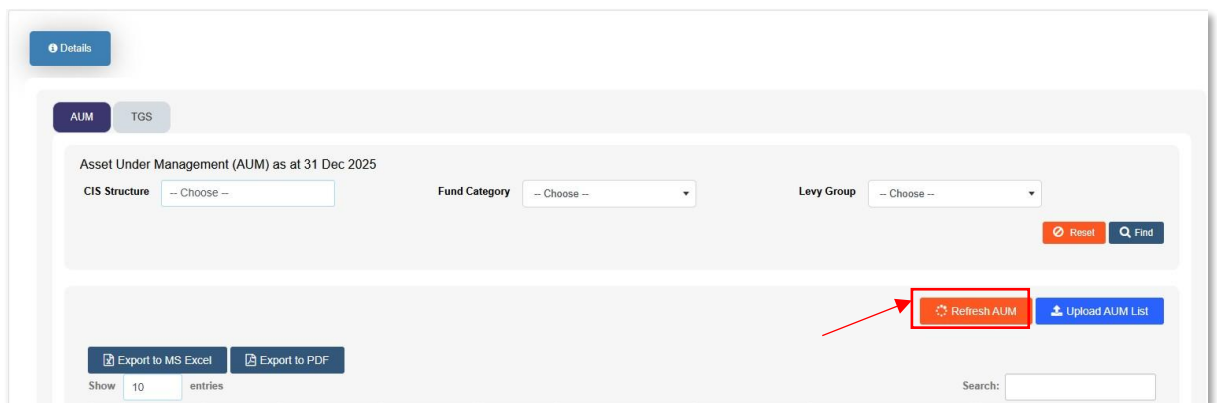 Details
AUM TGS
Asset Under Management (AUM) as at 31 Dec 2025
CIS Structure -- Choose -- Fund Category -- Choose -- Levy Group -- Choose --
Reset Find
Refresh AUM Upload AUM List
Export to MS Excel Export to PDF
Show 10 entries Search: